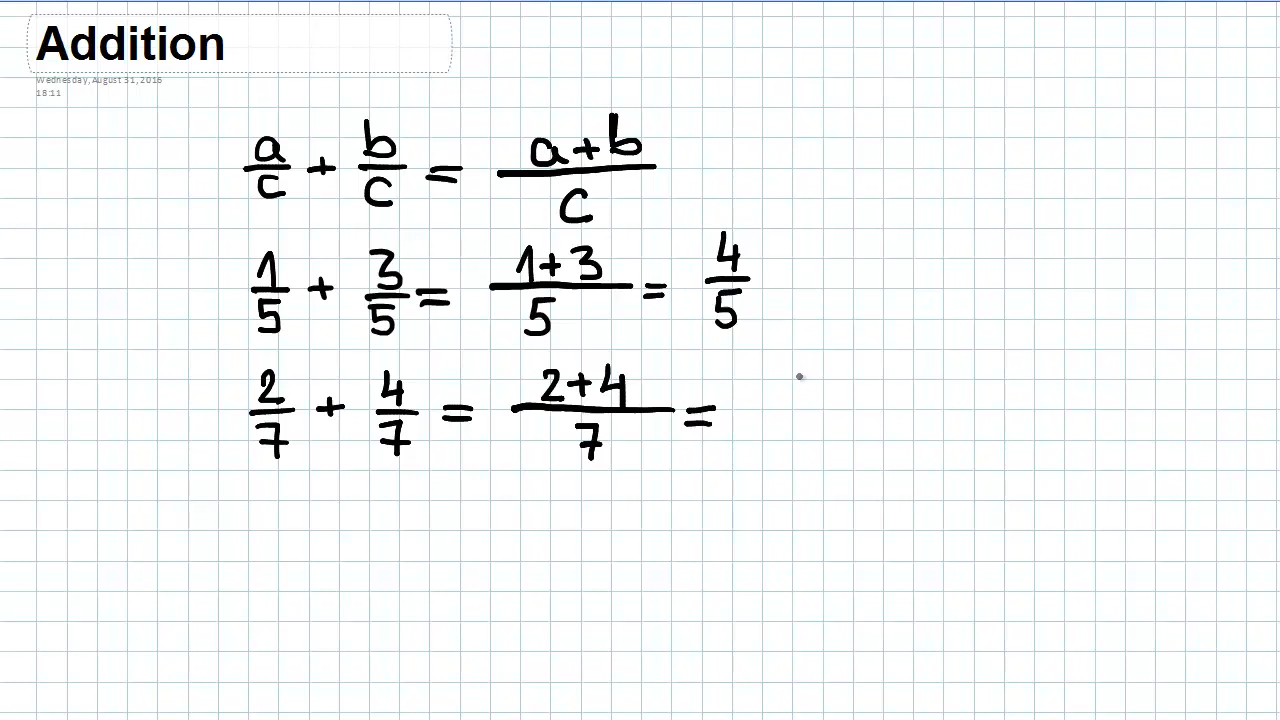 Addition
Wednesday, August 31, 2016
18:11
a/c + b/c = a+b/c
1/5 + 3/5 = 1+3/5 = 4/5
2/7 + 4/7 = 2+4/7 =